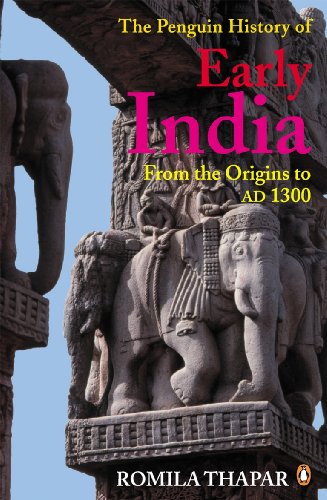 The Penguin History of
Early
India
From the Origins to
AD 1300
ROMILA THAPAR